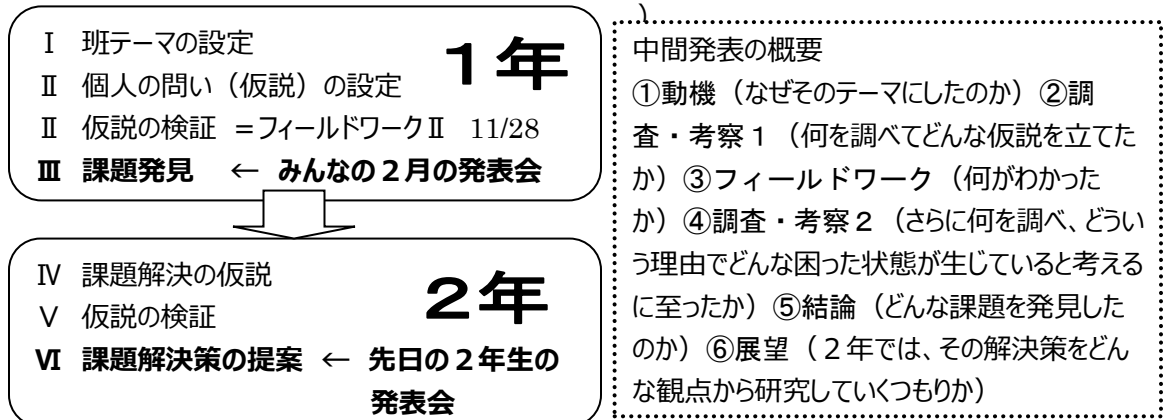 Ⅰ 班テーマの設定
1年
Ⅱ 個人の問い（仮説）の設定
Ⅱ 仮説の検証 ＝フィールドワークⅡ 11/28
Ⅲ 課題発見 ← みんなの２月の発表会
Ⅳ 課題解決の仮説
2年
Ⅴ 仮説の検証
Ⅵ 課題解決策の提案 ← 先日の２年生の
発表会
）
中間発表の概要
①動機（なぜそのテーマにしたのか）②調
査・考察１（何を調べてどんな仮説を立てた
か）③フィールドワーク（何がわかった
か）④調査・考察２（さらに何を調べ、どうい
う理由でどんな困った状態が生じていると考える
に至ったか）⑤結論（どんな課題を発見した
のか）⑥展望（２年では、その解決策をどん
な観点から研究していくつもりか）